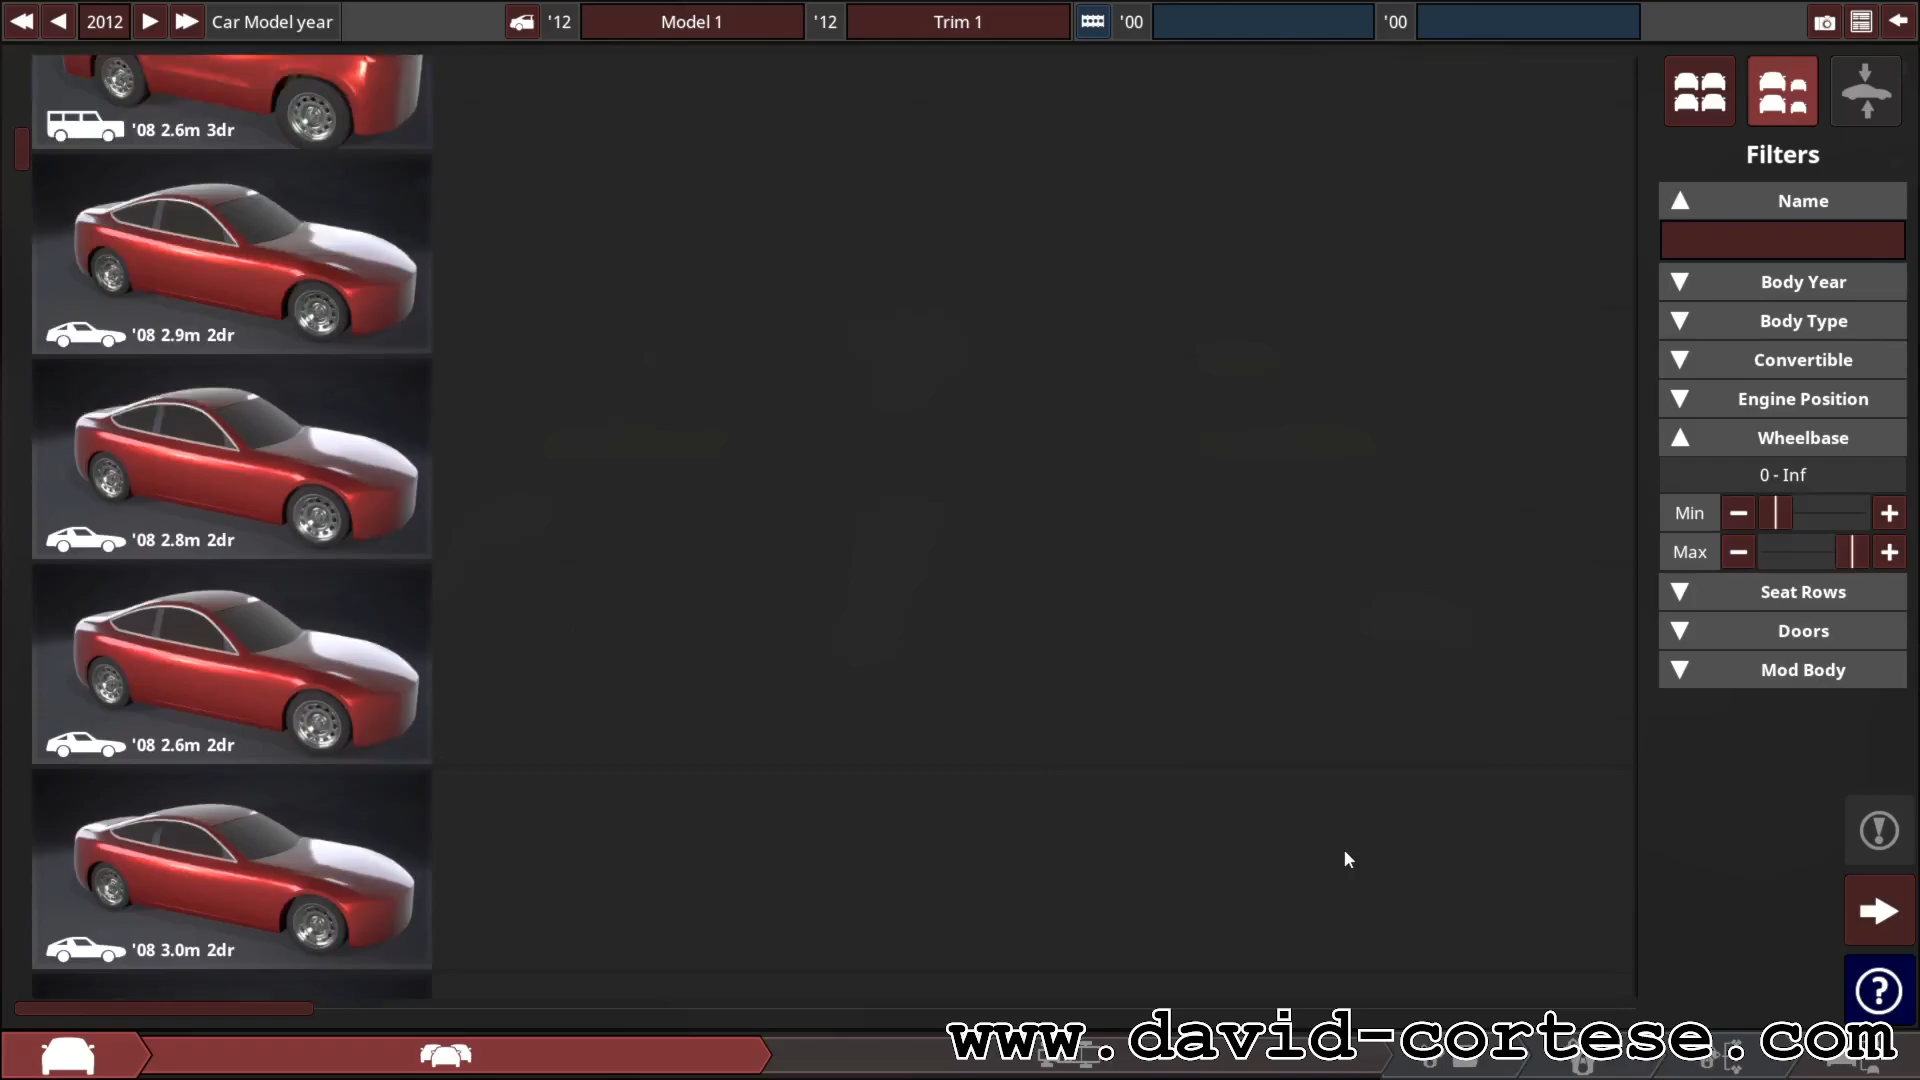 2012 Car Model year '12 Model 1 '12 Trim 1 '00 '00
'08 2.6m 3dr
'08 2.9m 2dr
'08 2.8m 2dr
'08 2.6m 2dr
'08 3.0m 2dr
Filters
Name
Body Year
Body Type
Convertible
Engine Position
Wheelbase
0 - Inf
Min
Max
Seat Rows
Doors
Mod Body
www.david-cortese.com